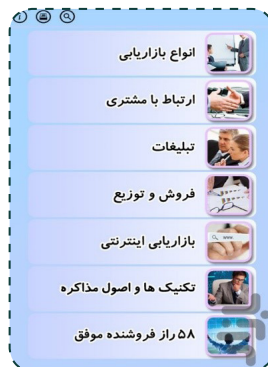 انواع بازاریابی
ارتباط با مشتری
تبلیغات
فروش و توزیع
بازاریابی اینترنتی
تکنیک ها و اصول مذاکره
۵۸ راز فروشنده موفق